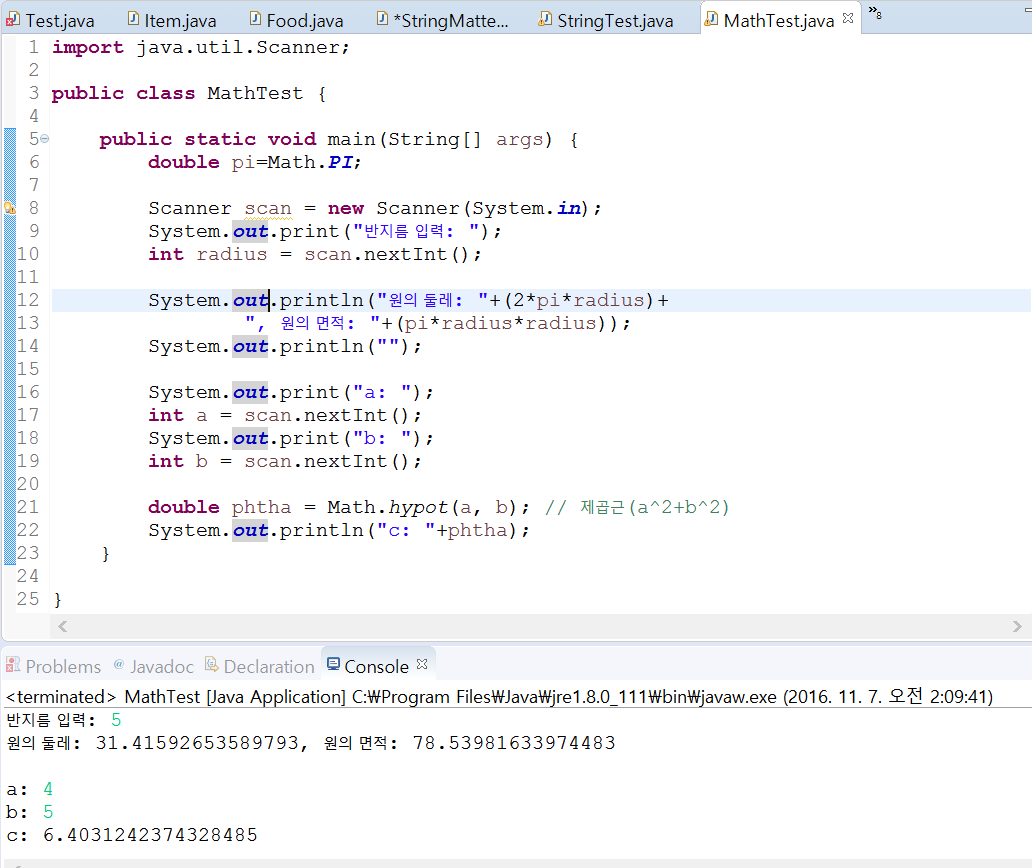 Test.java Item.java Food.java *StringMatte... StringTest.java MathTest.java »8
1 import java.util.Scanner;
2
3 public class MathTest {
4
5 public static void main(String[] args) {
6 double pi=Math.PI;
7
8 Scanner scan = new Scanner(System.in);
9 System.out.print("반지름 입력: ");
10 int radius = scan.nextInt();
11
12 System.out.println("원의 둘레: "+(2*pi*radius)+
13 ", 원의 면적: "+(pi*radius*radius));
14 System.out.println("");
15
16 System.out.print("a: ");
17 int a = scan.nextInt();
18 System.out.print("b: ");
19 int b = scan.nextInt();
20
21 double phtha = Math.hypot(a, b); // 제곱근(a^2+b^2)
22 System.out.println("c: "+phtha);
23 }
24
25 }
Problems @ Javadoc Declaration Console
<terminated> MathTest [Java Application] C:₩Program Files₩Java₩jre1.8.0_111₩bin₩javaw.exe (2016. 11. 7. 오전 2:09:41)
반지름 입력: 5
원의 둘레: 31.41592653589793, 원의 면적: 78.53981633974483
a: 4
b: 5
c: 6.4031242374328485